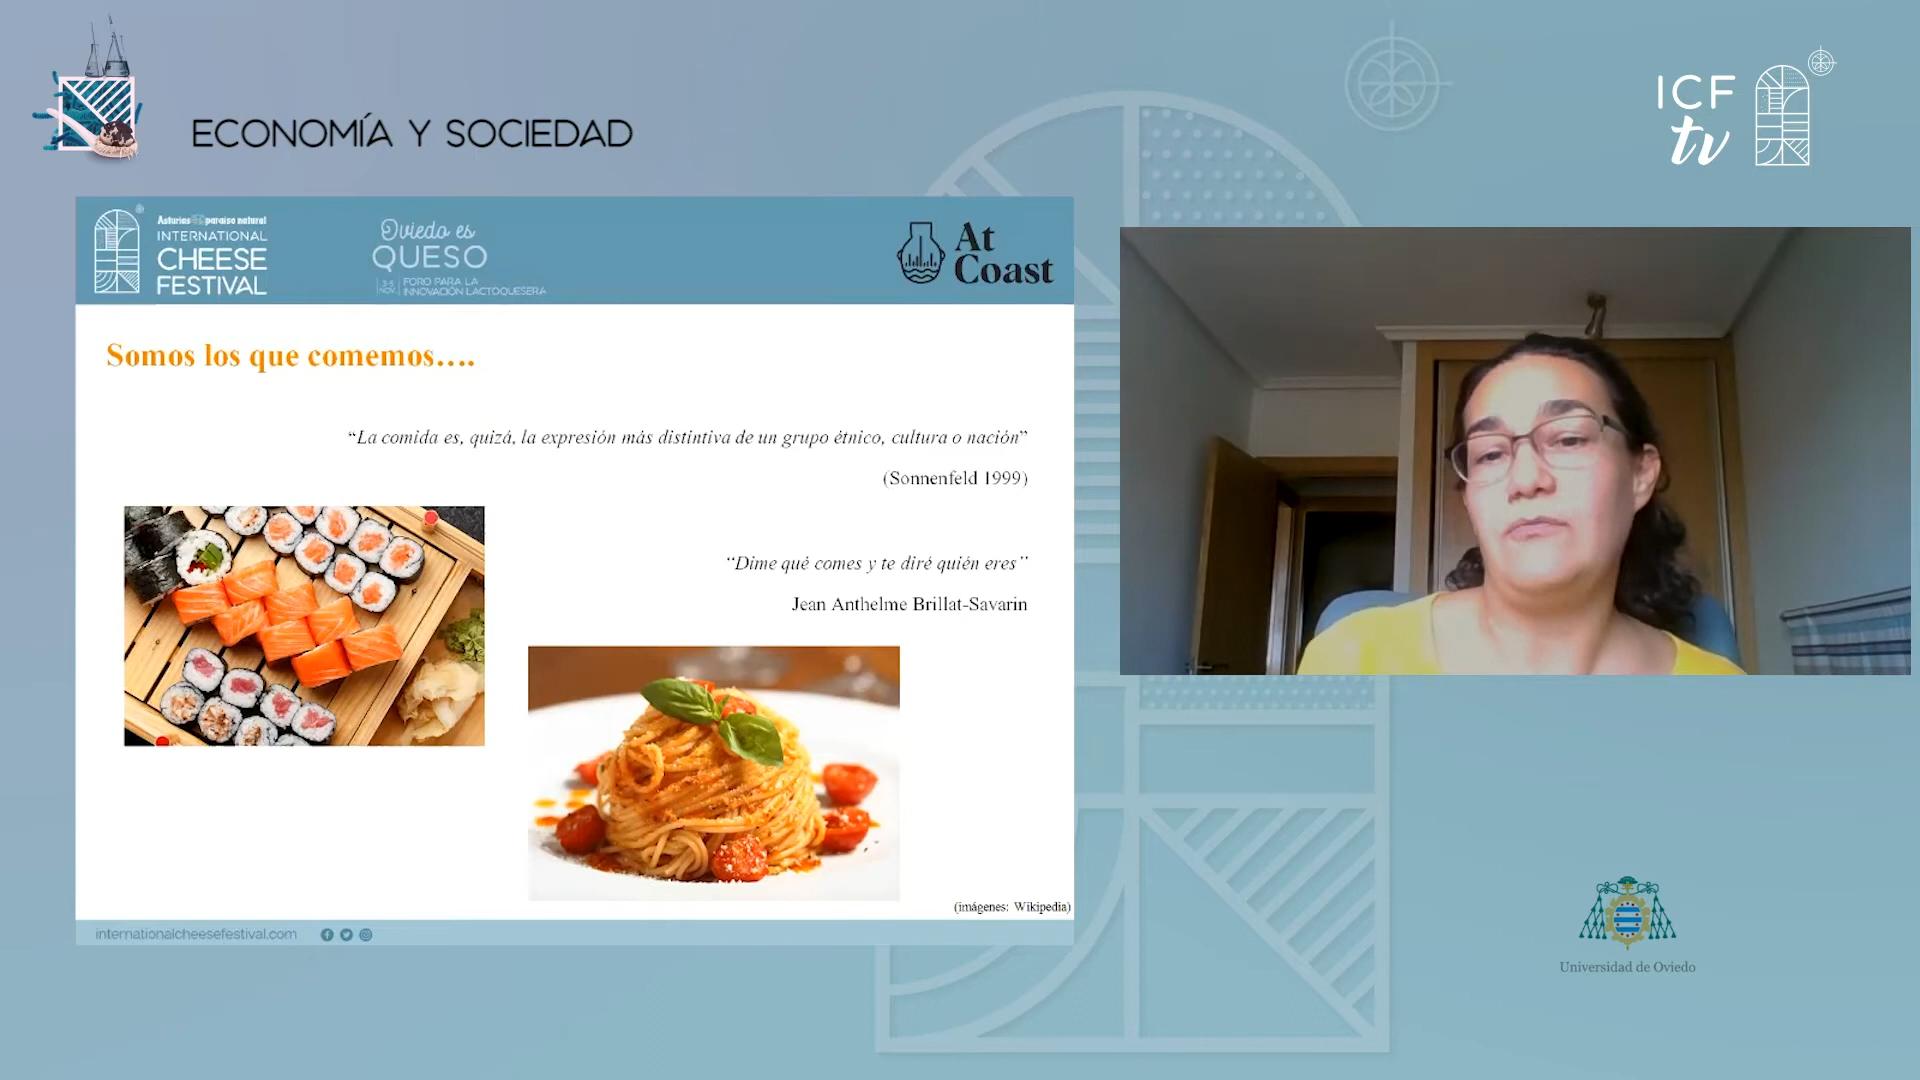 ECONOMÍA Y SOCIEDAD
ICF
tv
Asturias paraíso natural
INTERNATIONAL
CHEESE
FESTIVAL
Oviedo es
QUESO
3-6 NOV. FORO PARA LA
INNOVACIÓN LACTOQUESERA
At
Coast
Somos los que comemos....
“La comida es, quizá, la expresión más distintiva de un grupo étnico, cultura o nación”
(Sonnenfeld 1999)
“Dime qué comes y te diré quién eres”
Jean Anthelme Brillat-Savarin
(imágenes: Wikipedia)
internationalcheesefestival.com
Universidad de Oviedo